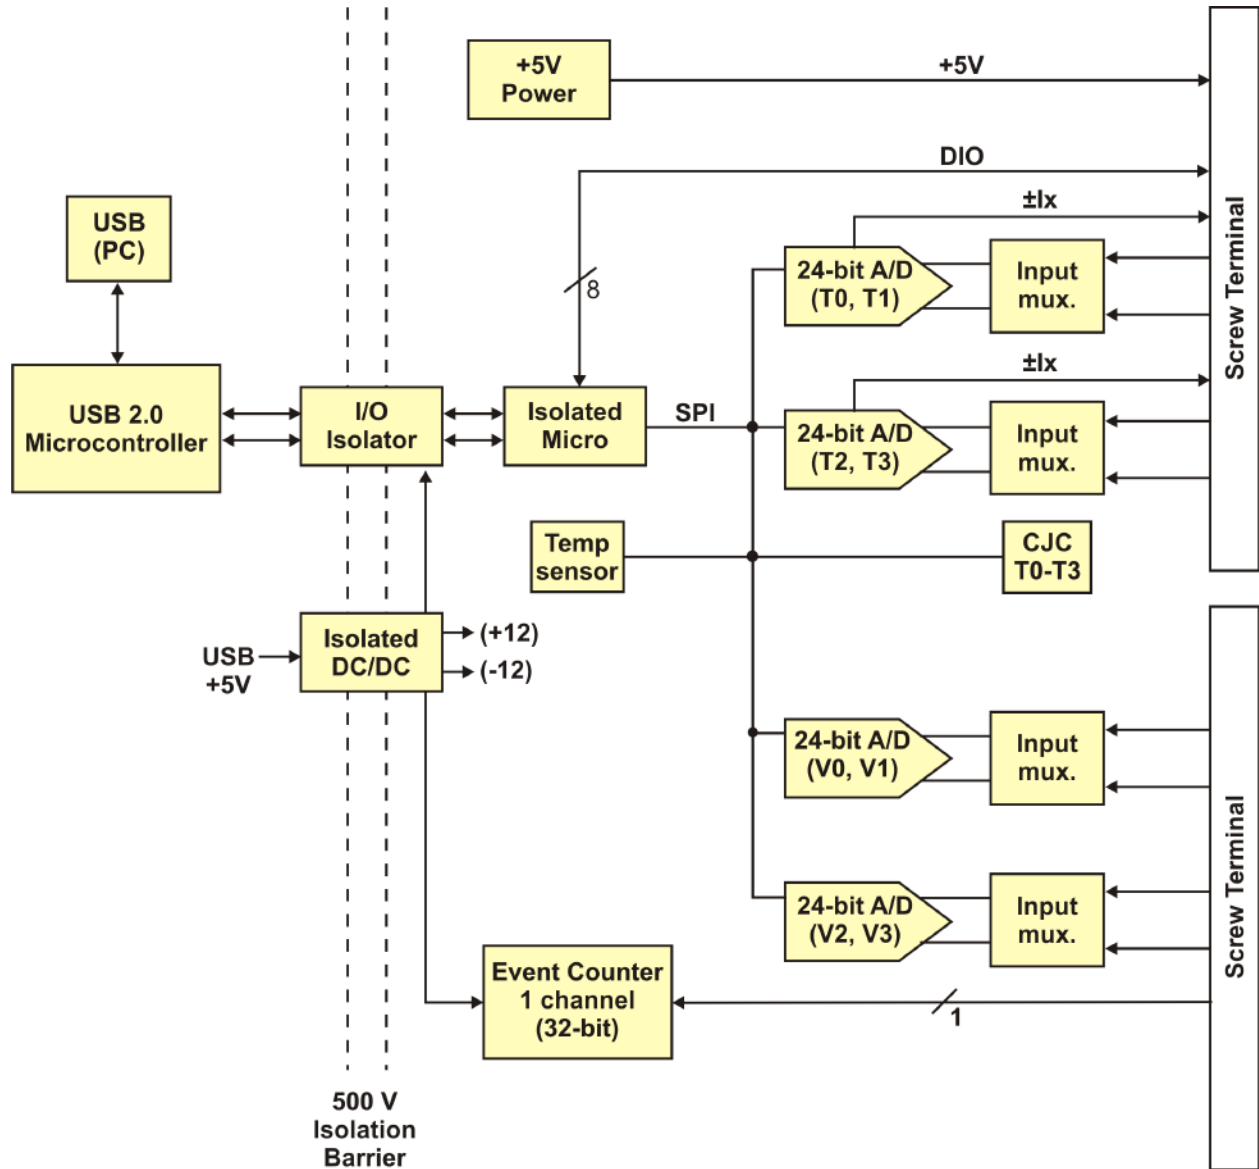 +5V
Power
+5V
DIO
USB
(PC)
±Ix
24-bit A/D
(T0, T1)
Input
mux.
8
Screw Terminal
±Ix
USB 2.0
Microcontroller
I/O
Isolator
Isolated
Micro
SPI
24-bit A/D
(T2, T3)
Input
mux.
Temp
sensor
CJC
T0-T3
USB
+5V
Isolated
DC/DC
(+12)
(-12)
24-bit A/D
(V0, V1)
Input
mux.
Screw Terminal
24-bit A/D
(V2, V3)
Input
mux.
Event Counter
1 channel
(32-bit)
1
500 V
Isolation
Barrier